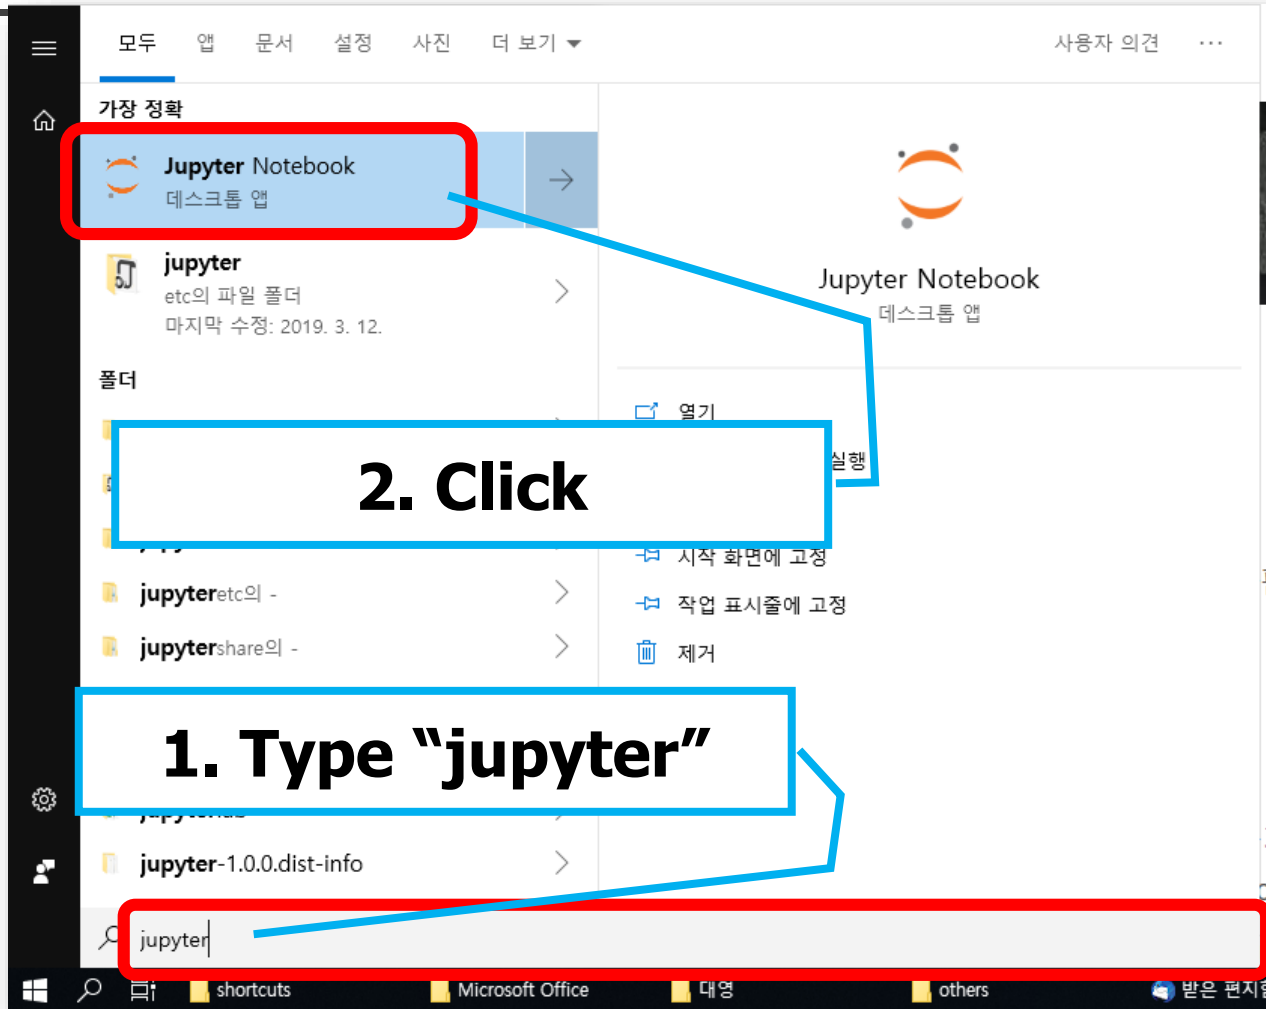 모두 앱 문서 설정 사진 더 보기 사용자 의견 ...
가장 정확
Jupyter Notebook
데스크톱 앱
jupyter
etc의 파일 폴더
마지막 수정: 2019. 3. 12.
폴더
jupyteretc의 -
jupytershare의 -
jupyter-1.0.0.dist-info
Jupyter Notebook
데스크톱 앱
열기
실행
시작 화면에 고정
작업 표시줄에 고정
제거
2. Click
1. Type “jupyter”
jupyter
shortcuts Microsoft Office 대영 others 받은 편지함